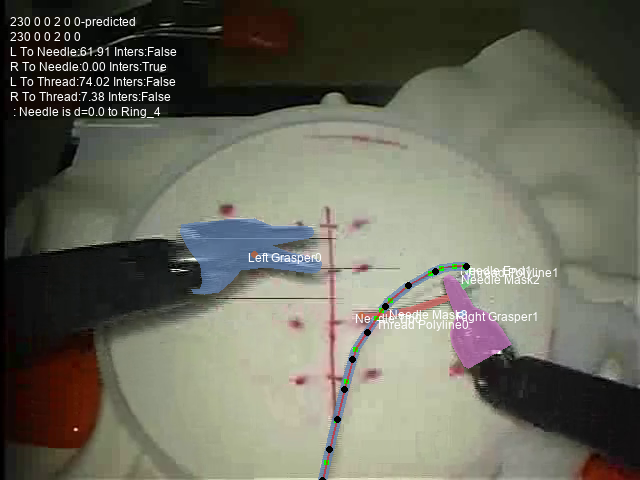 230 0 0 2 0 0-predicted
230 0 0 2 0 0
L To Needle:61.91 Inters:False
R To Needle:0.00 Inters:True
L To Thread:74.02 Inters:False
R To Thread:7.38 Inters:False
: Needle is d=0.0 to Ring_4
Left Grasper0
Needle Mask2
Right Grasper1
Thread Polyline0